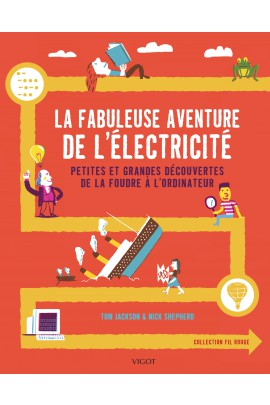 LA FABULEUSE AVENTURE
DE L'ÉLECTRICITÉ
PETITES ET GRANDES DÉCOUVERTES
DE LA FOUDRE À L'ORDINATEUR
TOM JACKSON & NICK SHEPHERD
COLLECTION FIL ROUGE
VIGOT